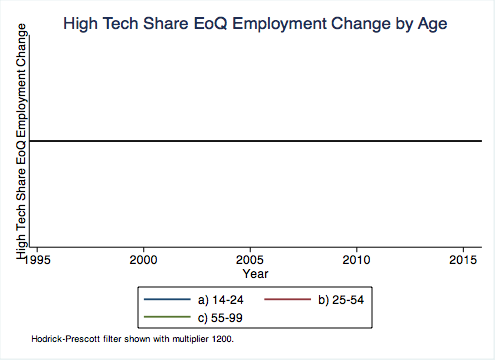 High Tech Share EoQ Employment Change by Age
High Tech Share EoQ Employment Change
1995 2000 2005 2010 2015
Year
a) 14-24 b) 25-54
c) 55-99
Hodrick-Prescott filter shown with multiplier 1200.